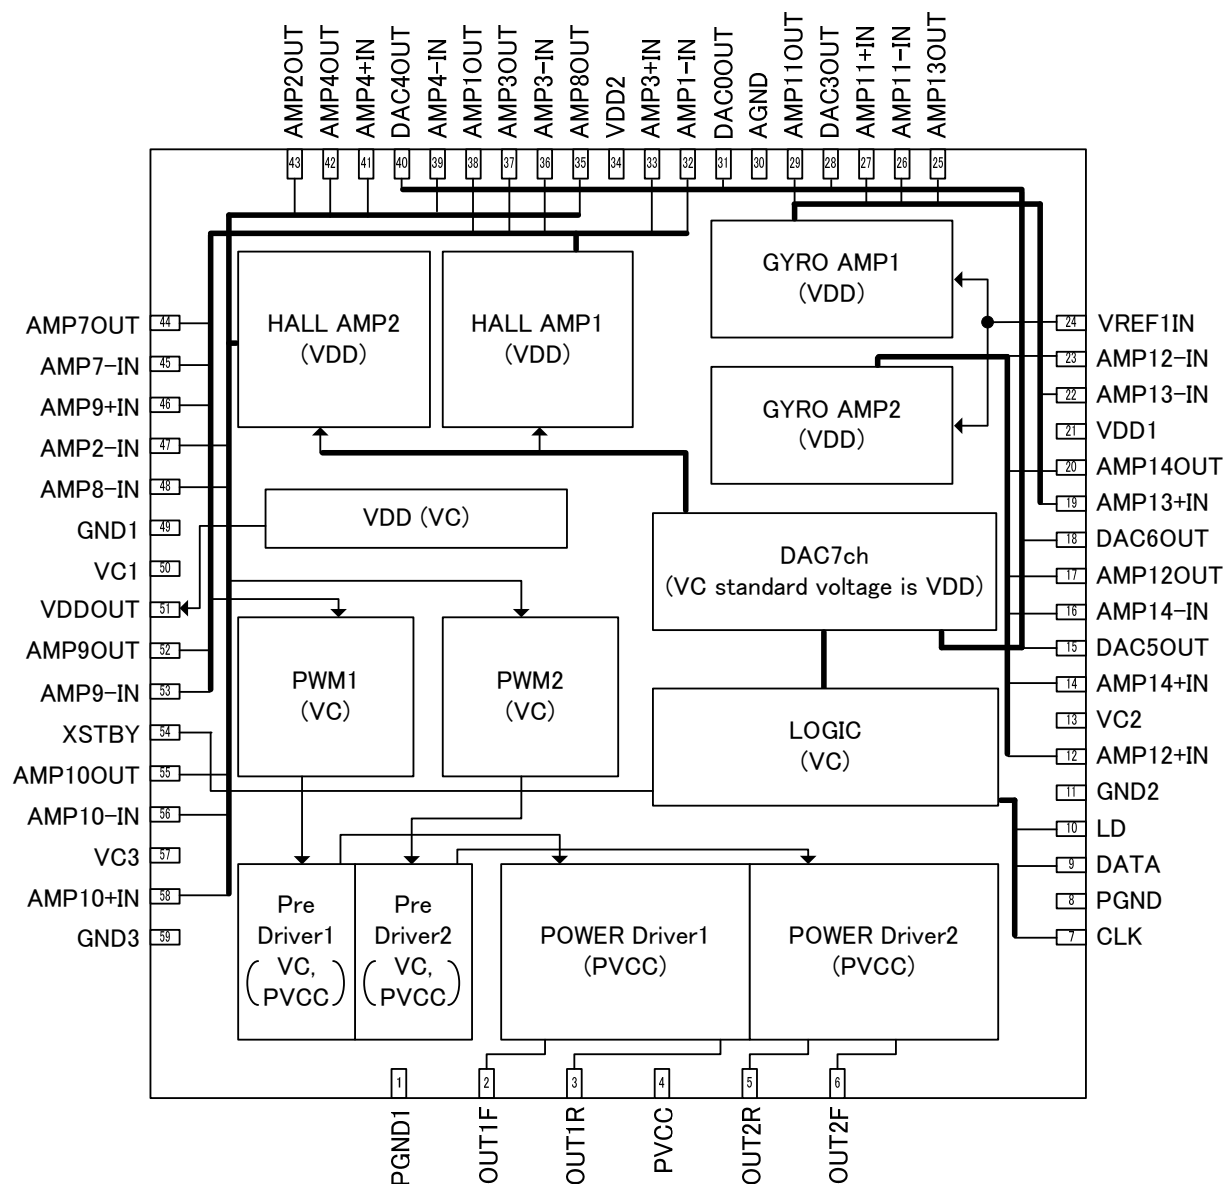 AMP2OUT
AMP4OUT
AMP4+IN
DAC4OUT
AMP4-IN
AMP1OUT
AMP3OUT
AMP3-IN
AMP8OUT
VDD2
AMP3+IN
AMP1-IN
DAC0OUT
AGND
AMP11OUT
DAC3OUT
AMP11+IN
AMP11-IN
AMP13OUT
43
42
41
40
39
38
37
36
35
34
33
32
31
30
29
28
27
26
25
AMP7OUT 44
AMP7-IN 45
AMP9+IN 46
AMP2-IN 47
AMP8-IN 48
GND1 49
VC1 50
VDDOUT 51
AMP9OUT 52
AMP9-IN 53
XSTBY 54
AMP10OUT 55
AMP10-IN 56
VC3 57
AMP10+IN 58
GND3 59
HALL AMP2
(VDD)
HALL AMP1
(VDD)
GYRO AMP1
(VDD)
GYRO AMP2
(VDD)
VDD (VC)
DAC7ch
(VC standard voltage is VDD)
PWM1
(VC)
PWM2
(VC)
LOGIC
(VC)
Pre
Driver1
(VC,
PVCC)
Pre
Driver2
(VC,
PVCC)
POWER Driver1
(PVCC)
POWER Driver2
(PVCC)
24 VREF1IN
23 AMP12-IN
22 AMP13-IN
21 VDD1
20 AMP14OUT
19 AMP13+IN
18 DAC6OUT
17 AMP12OUT
16 AMP14-IN
15 DAC5OUT
14 AMP14+IN
13 VC2
12 AMP12+IN
11 GND2
10 LD
9 DATA
8 PGND
7 CLK
1
2
3
4
5
6
PGND1
OUT1F
OUT1R
PVCC
OUT2R
OUT2F